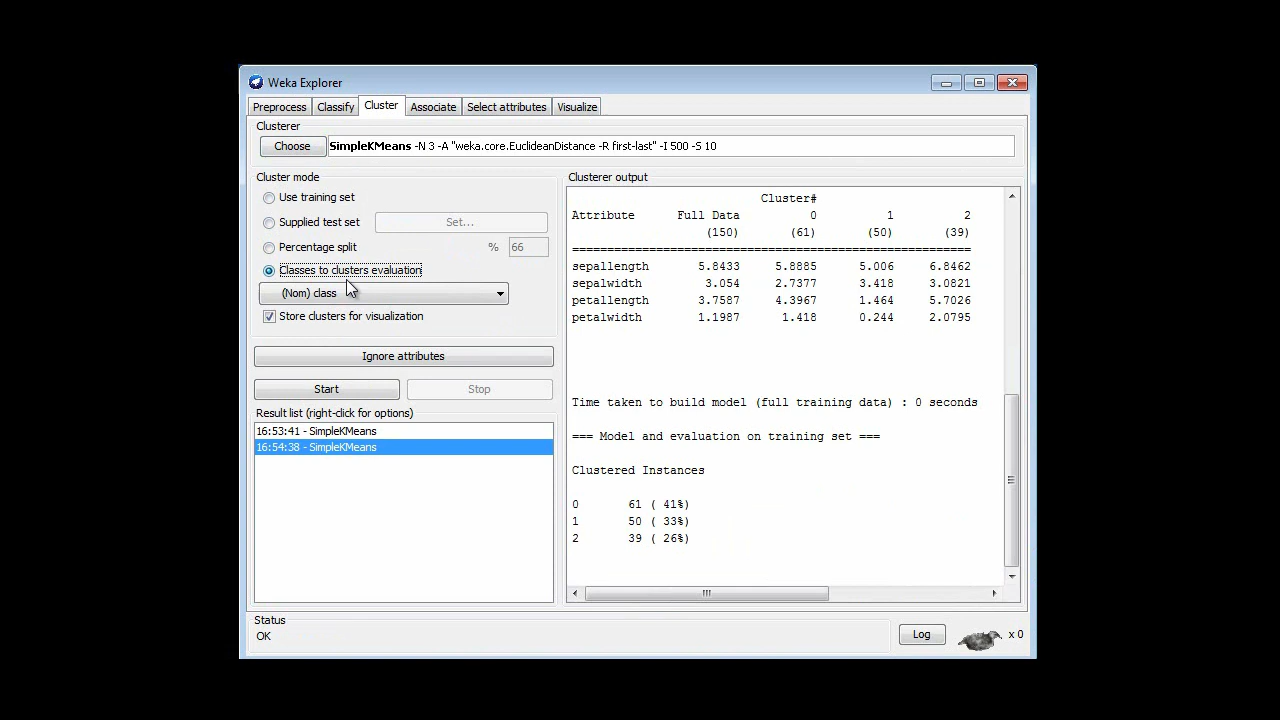 Weka Explorer
Preprocess Classify Cluster Associate Select attributes Visualize
Clusterer
Choose SimpleKMeans -N 3 -A "weka.core.EuclideanDistance -R first-last" -I 500 -S 10
Cluster mode
Use training set
Supplied test set Set...
Percentage split % 66
Classes to clusters evaluation
(Nom) class
Store clusters for visualization
Ignore attributes
Start Stop
Result list (right-click for options)
16:53:41 - SimpleKMeans
16:54:38 - SimpleKMeans
Clusterer output
Cluster#
Attribute Full Data 0 1 2
(150) (61) (50) (39)
==========================================================
sepallength 5.8433 5.8885 5.006 6.8462
sepalwidth 3.054 2.7377 3.418 3.0821
petallength 3.7587 4.3967 1.464 5.7026
petalwidth 1.1987 1.418 0.244 2.0795
Time taken to build model (full training data) : 0 seconds
=== Model and evaluation on training set ===
Clustered Instances
0 61 ( 41%)
1 50 ( 33%)
2 39 ( 26%)
Status
OK
Log x 0